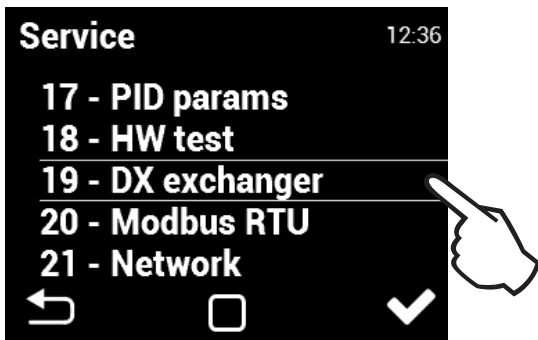 Service 12:36
17 - PID params
18 - HW test
19 - DX exchanger
20 - Modbus RTU
21 - Network